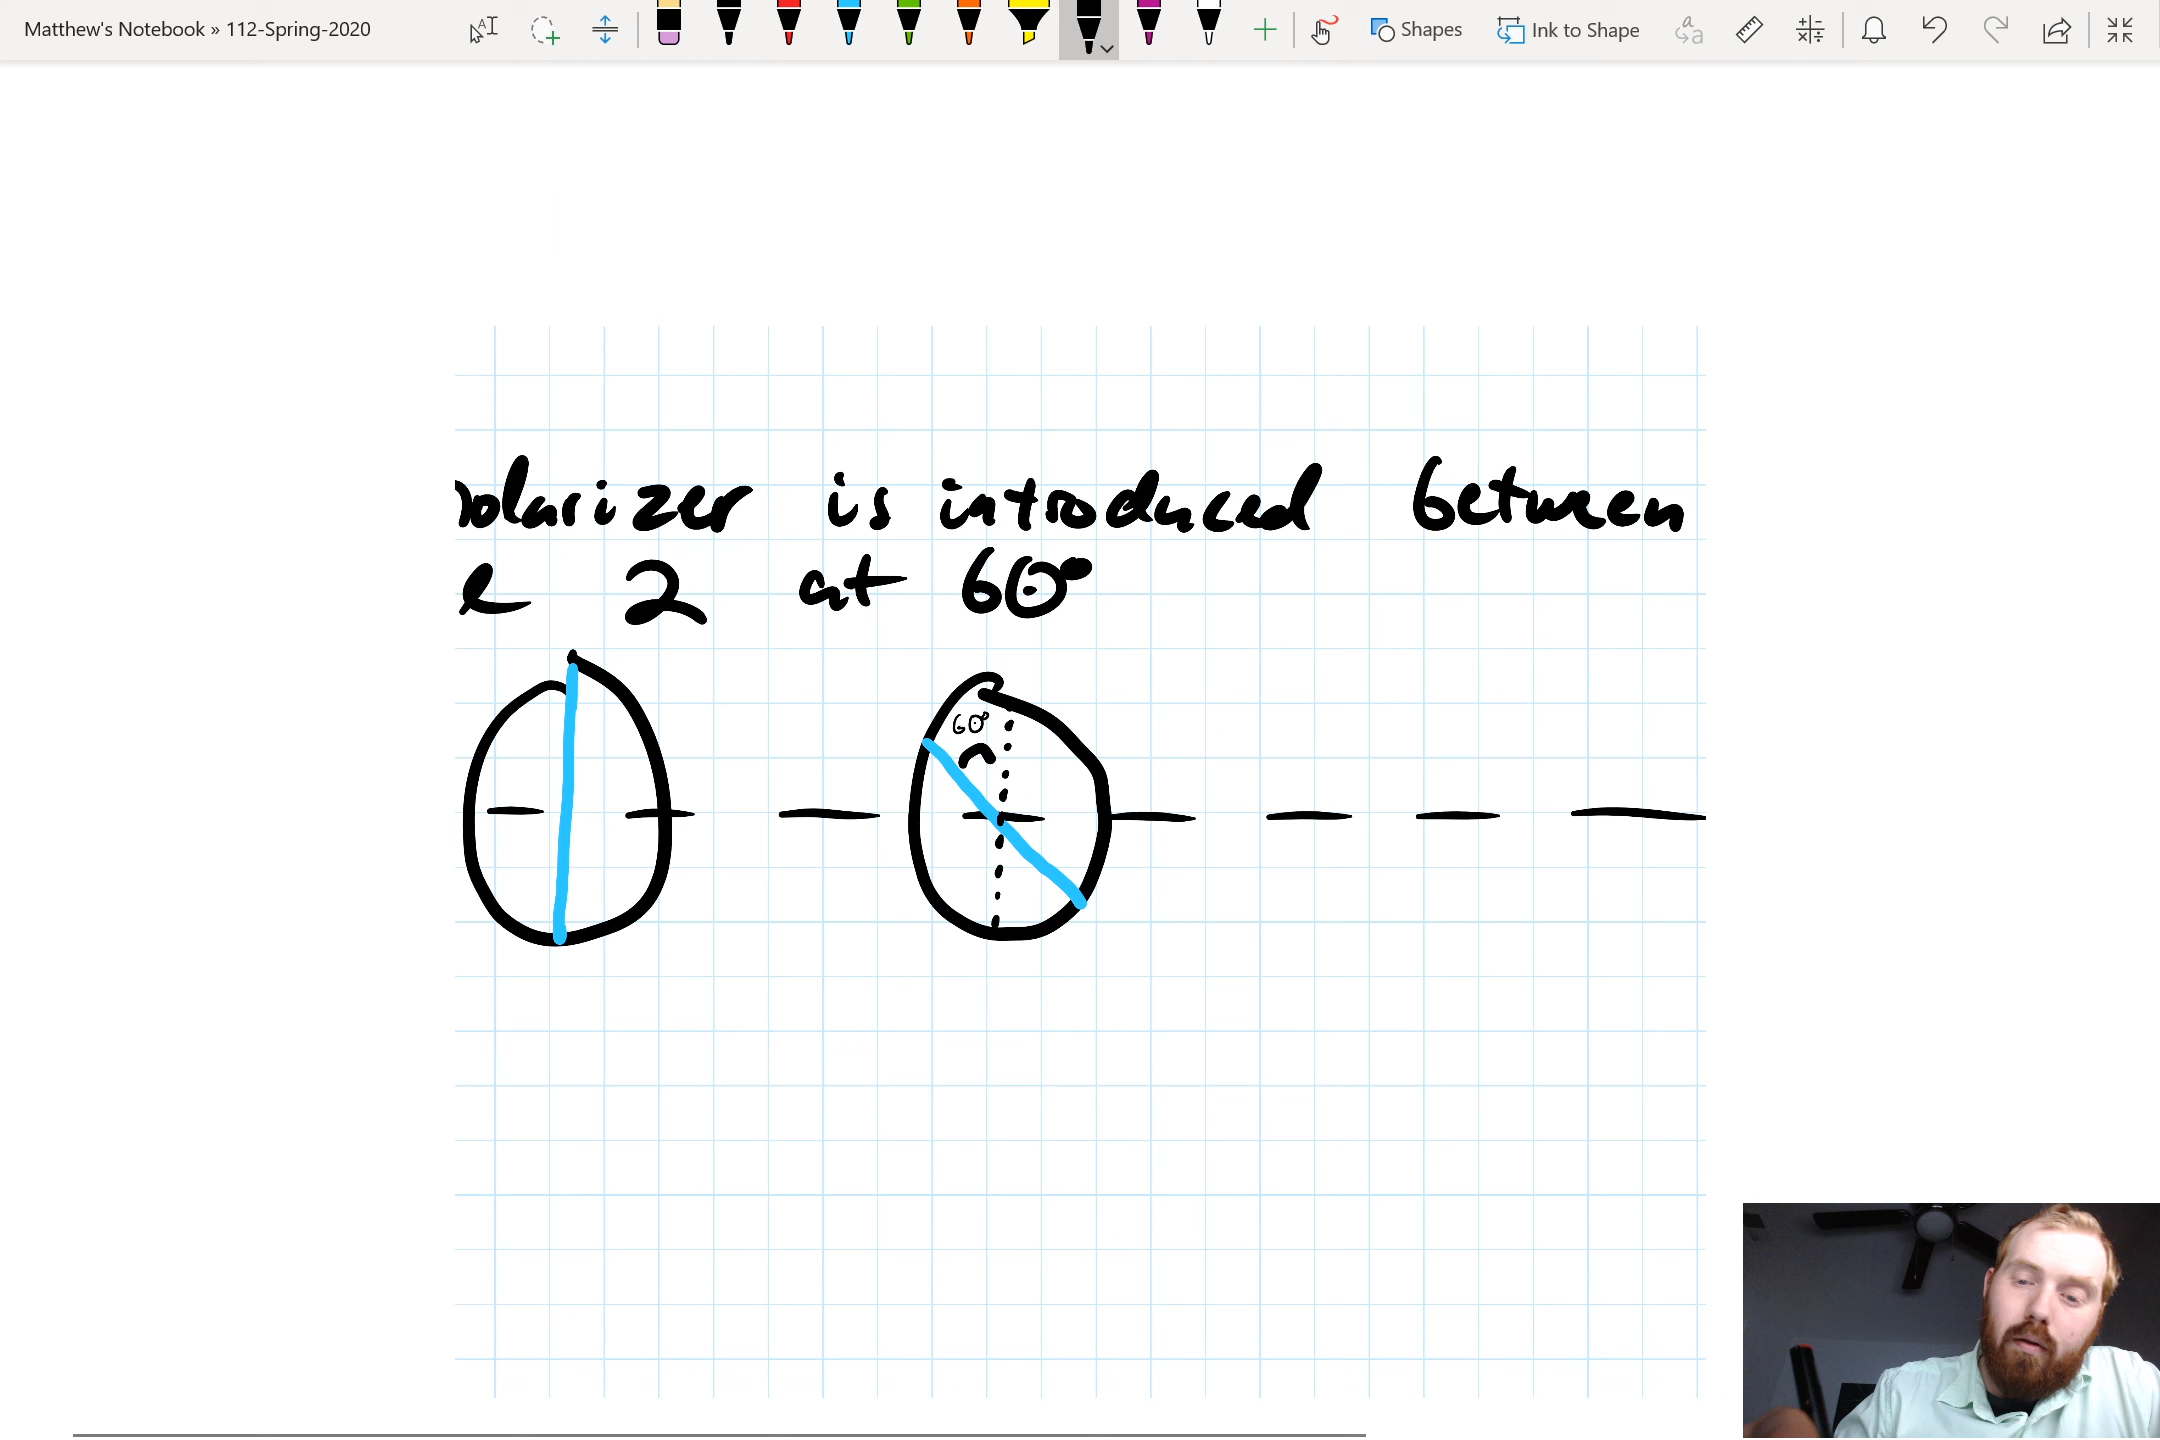 Matthew's Notebook » 112-Spring-2020
Shapes
Ink to Shape
olarizer is introduced between
e 2 at 60°
60°